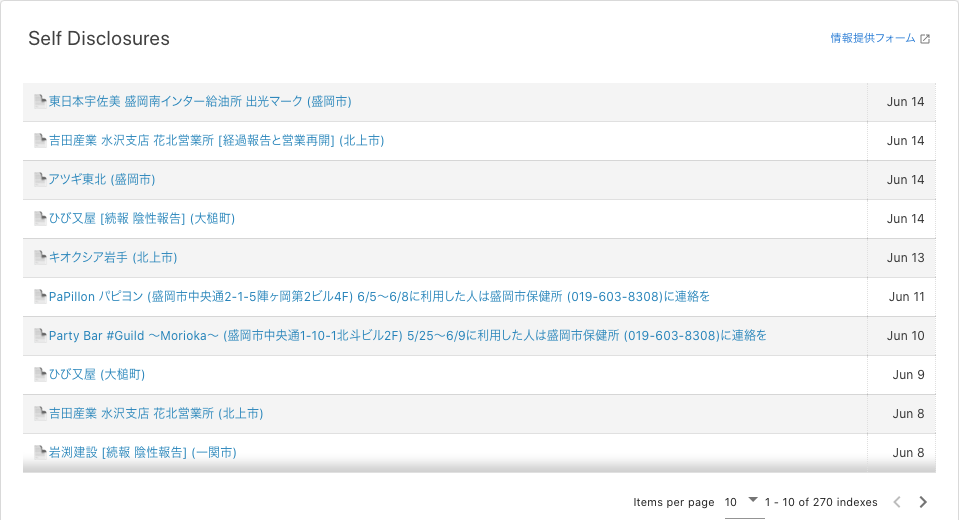 Self Disclosures
情報提供フォーム
東日本宇佐美 盛岡南インター給油所 出光マーク (盛岡市) Jun 14
吉田産業 水沢支店 花北営業所 [経過報告と営業再開] (北上市) Jun 14
アツギ東北 (盛岡市) Jun 14
ひび又屋 [続報 陰性報告] (大槌町) Jun 14
キオクシア岩手 (北上市) Jun 13
PaPillon パピヨン (盛岡市中央通2-1-5陣ヶ岡第2ビル4F) 6/5〜6/8に利用した人は盛岡市保健所 (019-603-8308)に連絡を Jun 11
Party Bar #Guild 〜Morioka〜 (盛岡市中央通1-10-1北斗ビル2F) 5/25〜6/9に利用した人は盛岡市保健所 (019-603-8308)に連絡を Jun 10
ひび又屋 (大槌町) Jun 9
吉田産業 水沢支店 花北営業所 (北上市) Jun 8
岩渕建設 [続報 陰性報告] (一関市) Jun 8
Items per page 10 1 - 10 of 270 indexes